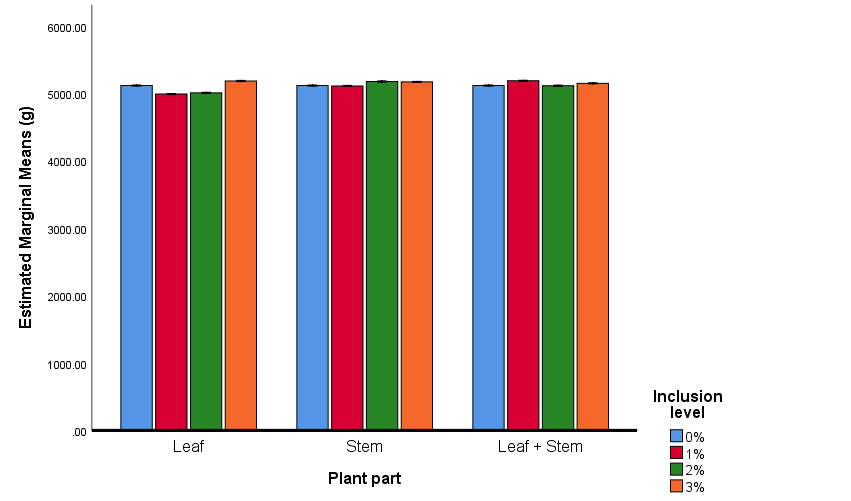 Estimated Marginal Means (g)
6000.00
5000.00
4000.00
3000.00
2000.00
1000.00
.00
Leaf
Stem
Leaf + Stem
Plant part
Inclusion
level
0%
1%
2%
3%